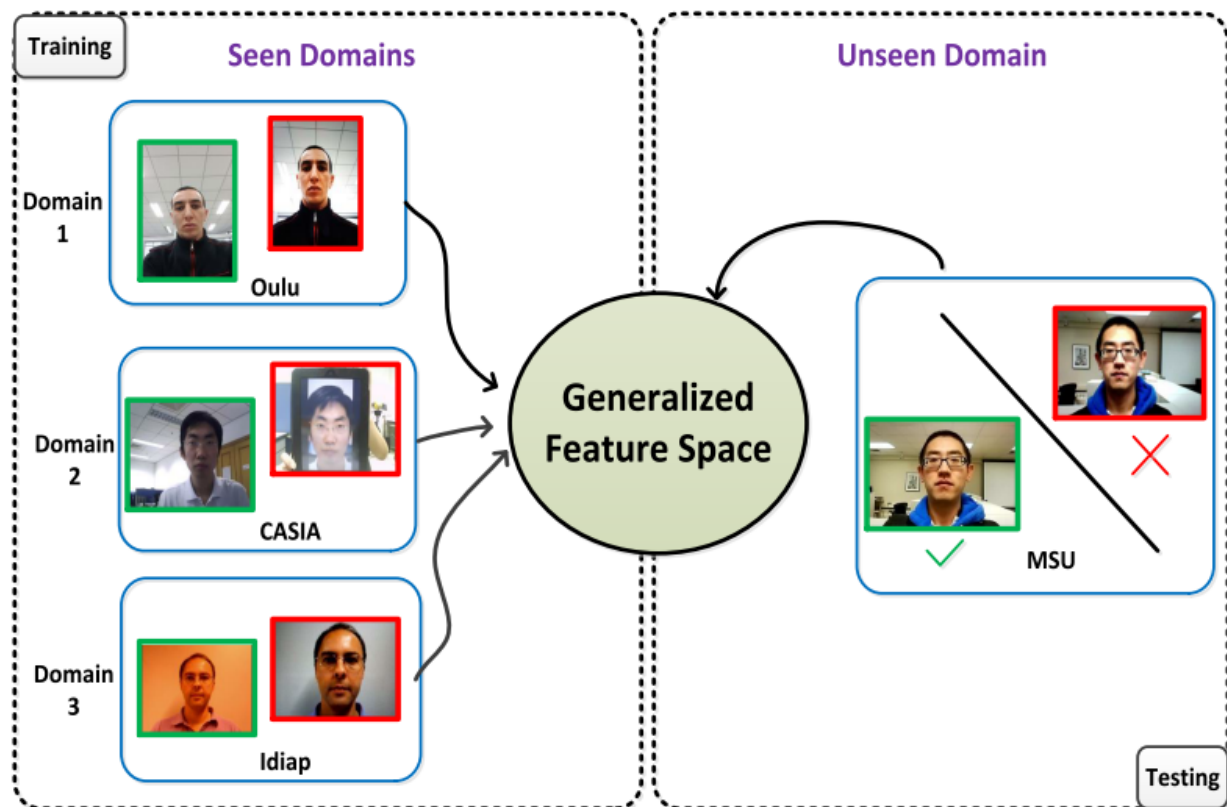 Training
Seen Domains
Unseen Domain
Domain
1
Oulu
Domain
2
CASIA
Domain
3
Idiap
Generalized
Feature Space
MSU
Testing